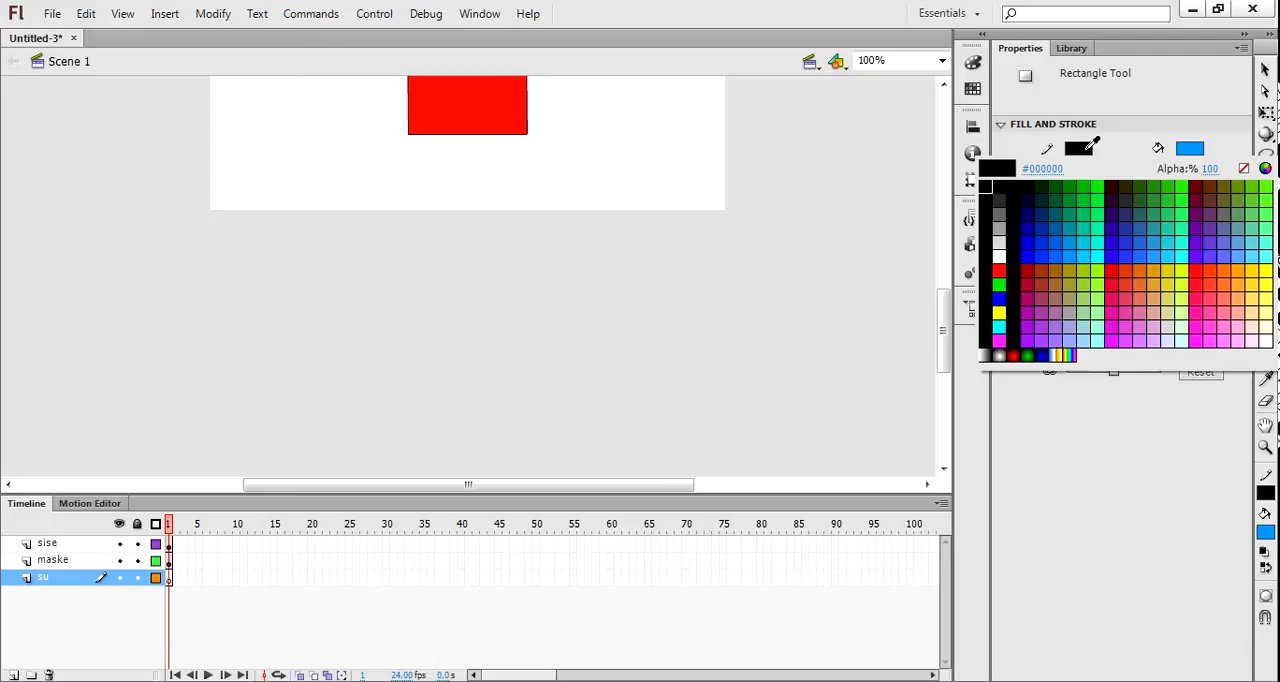 Fl File Edit View Insert Modify Text Commands Control Debug Window Help Essentials
Untitled-3* Properties Library
Scene 1 100%
Rectangle Tool
FILL AND STROKE
#000000 Alpha:% 100
Reset
Timeline Motion Editor
1 5 10 15 20 25 30 35 40 45 50 55 60 65 70 75 80 85 90 95 100
sise
maske
su
1 24.00fps 0.0s